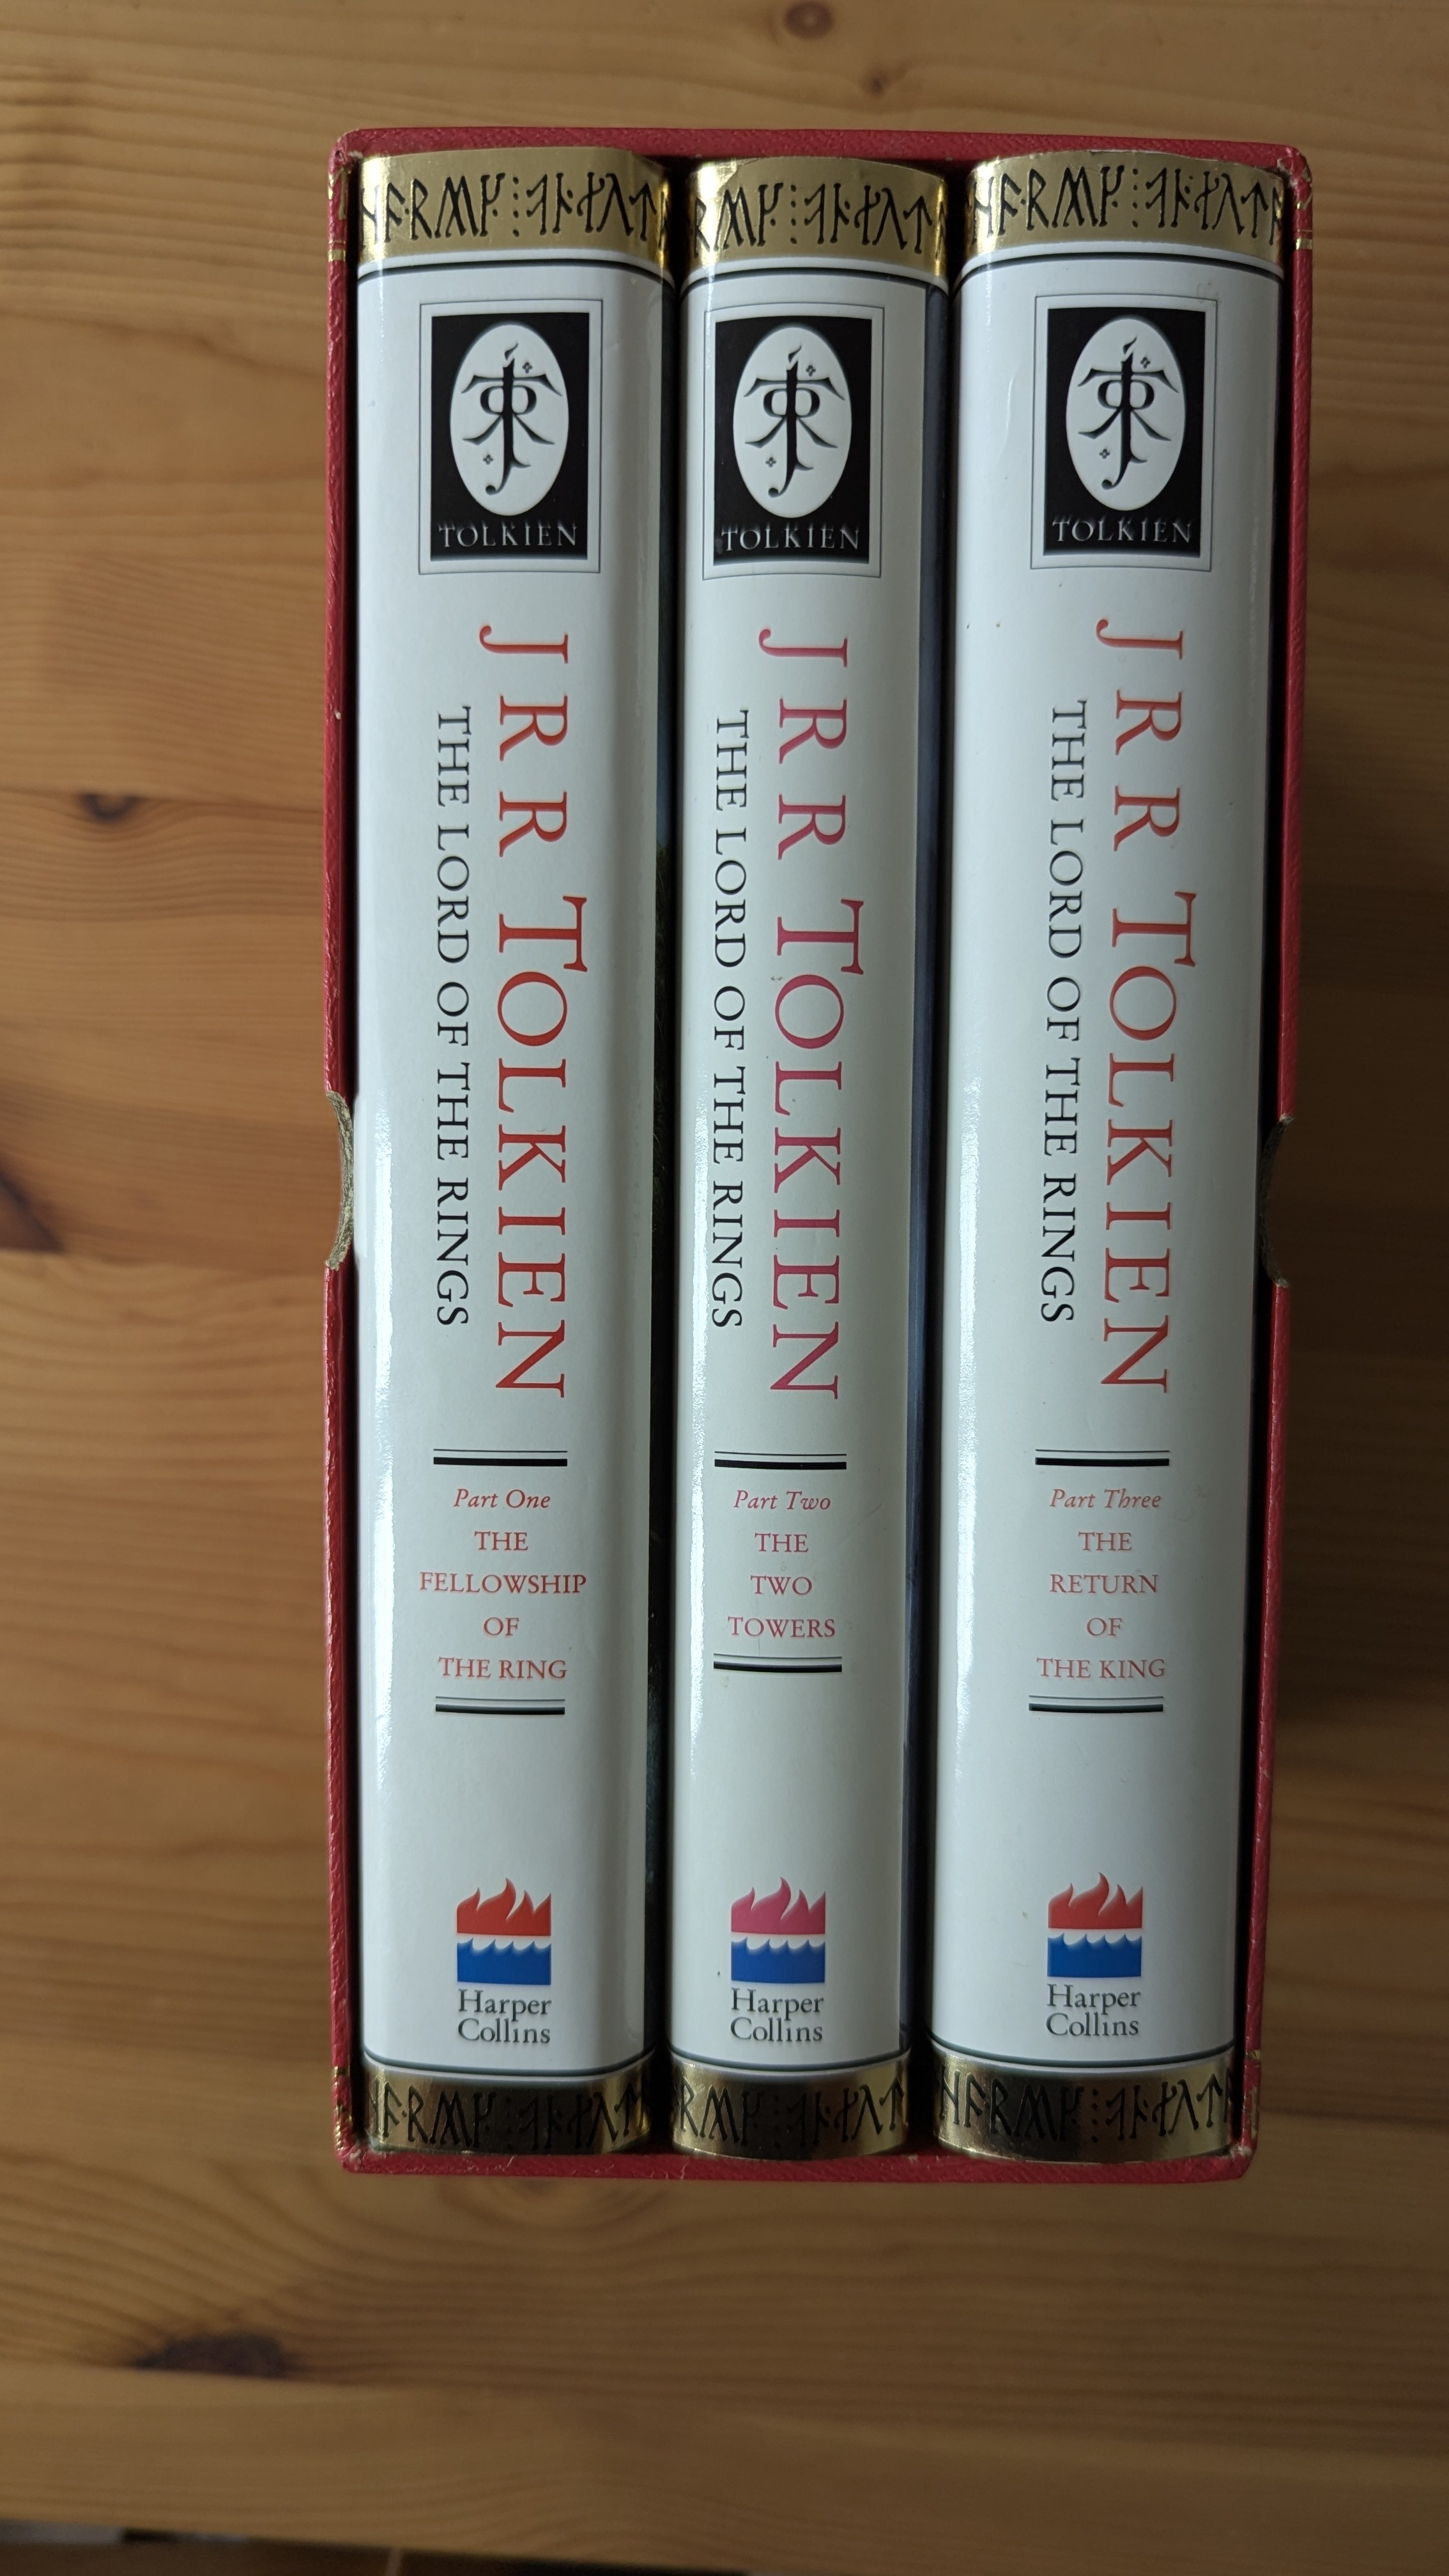 TOLKIEN
J R R TOLKIEN
THE LORD OF THE RINGS
Part One
THE
FELLOWSHIP
OF
THE RING
Harper
Collins
TOLKIEN
J R R TOLKIEN
THE LORD OF THE RINGS
Part Two
THE
TWO
TOWERS
Harper
Collins
TOLKIEN
J R R TOLKIEN
THE LORD OF THE RINGS
Part Three
THE
RETURN
OF
THE KING
Harper
Collins